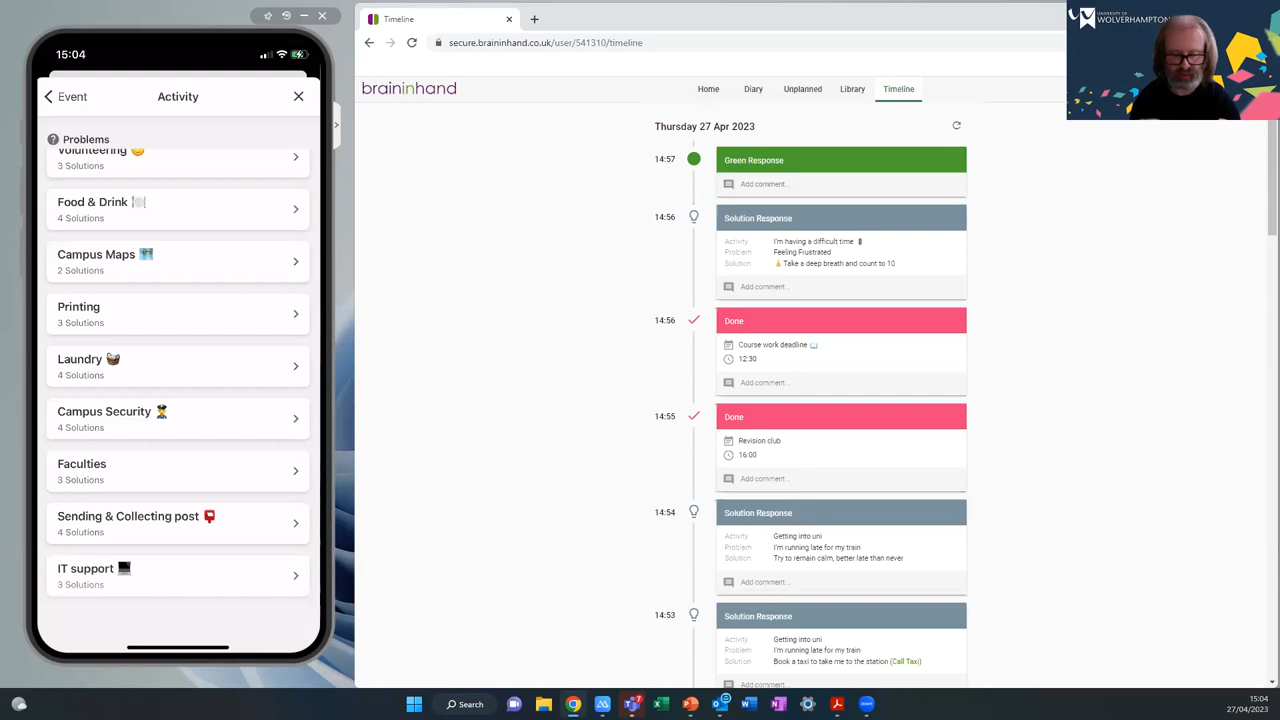 15:04
Event
Activity
Problems
Volunteering
3 Solutions
Food & Drink
4 Solutions
Campus Maps
2 Solutions
Printing
3 Solutions
Laundry
4 Solutions
Campus Security
4 Solutions
Faculties
3 Solutions
Sending & Collecting post
4 Solutions
IT support
3 Solutions
Timeline
secure.braininhand.co.uk/user/541310/timeline
braininhand
Home
Diary
Unplanned
Library
Timeline
Thursday 27 Apr 2023
14:57
Green Response
Add comment...
14:56
Solution Response
Activity I'm having a difficult time
Problem Feeling Frustrated
Solution Take a deep breath and count to 10
Add comment...
14:56
Done
Course work deadline
12:30
Add comment...
14:55
Done
Revision club
16:00
Add comment...
14:54
Solution Response
Activity Getting into uni
Problem I'm running late for my train
Solution Try to remain calm, better late than never
Add comment...
14:53
Solution Response
Activity Getting into uni
Problem I'm running late for my train
Solution Book a taxi to take me to the station (Call Taxi)
Add comment...
UNIVERSITY OF
WOLVERHAMPTON
Search
7
15:04
27/04/2023